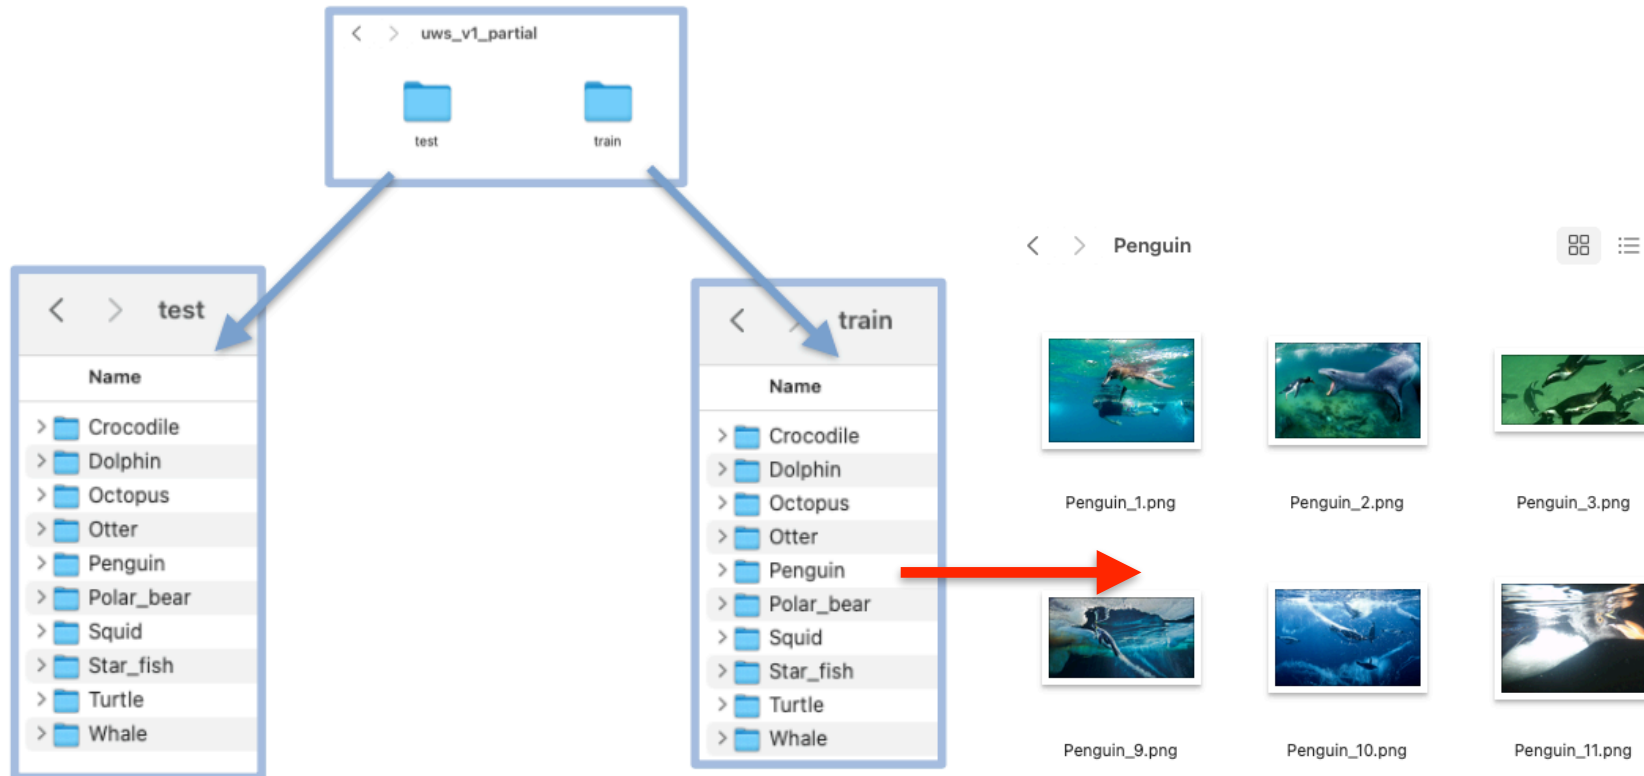 uws_v1_partial
test
train
test
Name
Crocodile
Dolphin
Octopus
Otter
Penguin
Polar_bear
Squid
Star_fish
Turtle
Whale
train
Name
Crocodile
Dolphin
Octopus
Otter
Penguin
Polar_bear
Squid
Star_fish
Turtle
Whale
Penguin
Penguin_1.png
Penguin_2.png
Penguin_3.png
Penguin_9.png
Penguin_10.png
Penguin_11.png